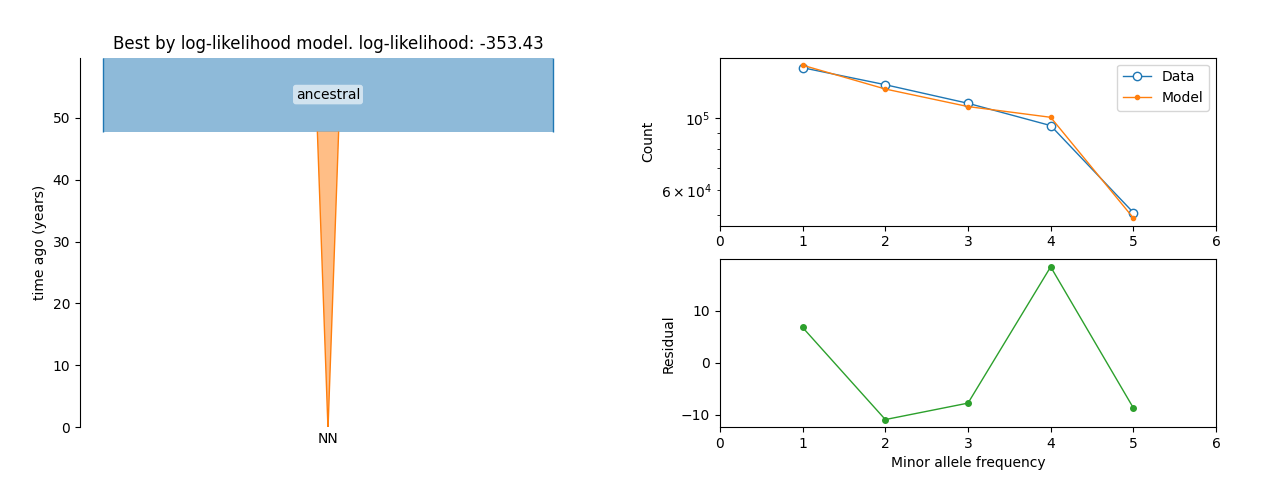 Best by log-likelihood model. log-likelihood: -353.43
ancestral
time ago (years)
50
40
30
20
10
0
NN
Data
Model
Count
10^5
6 × 10^4
0 1 2 3 4 5 6
Residual
10
0
−10
0 1 2 3 4 5 6
Minor allele frequency